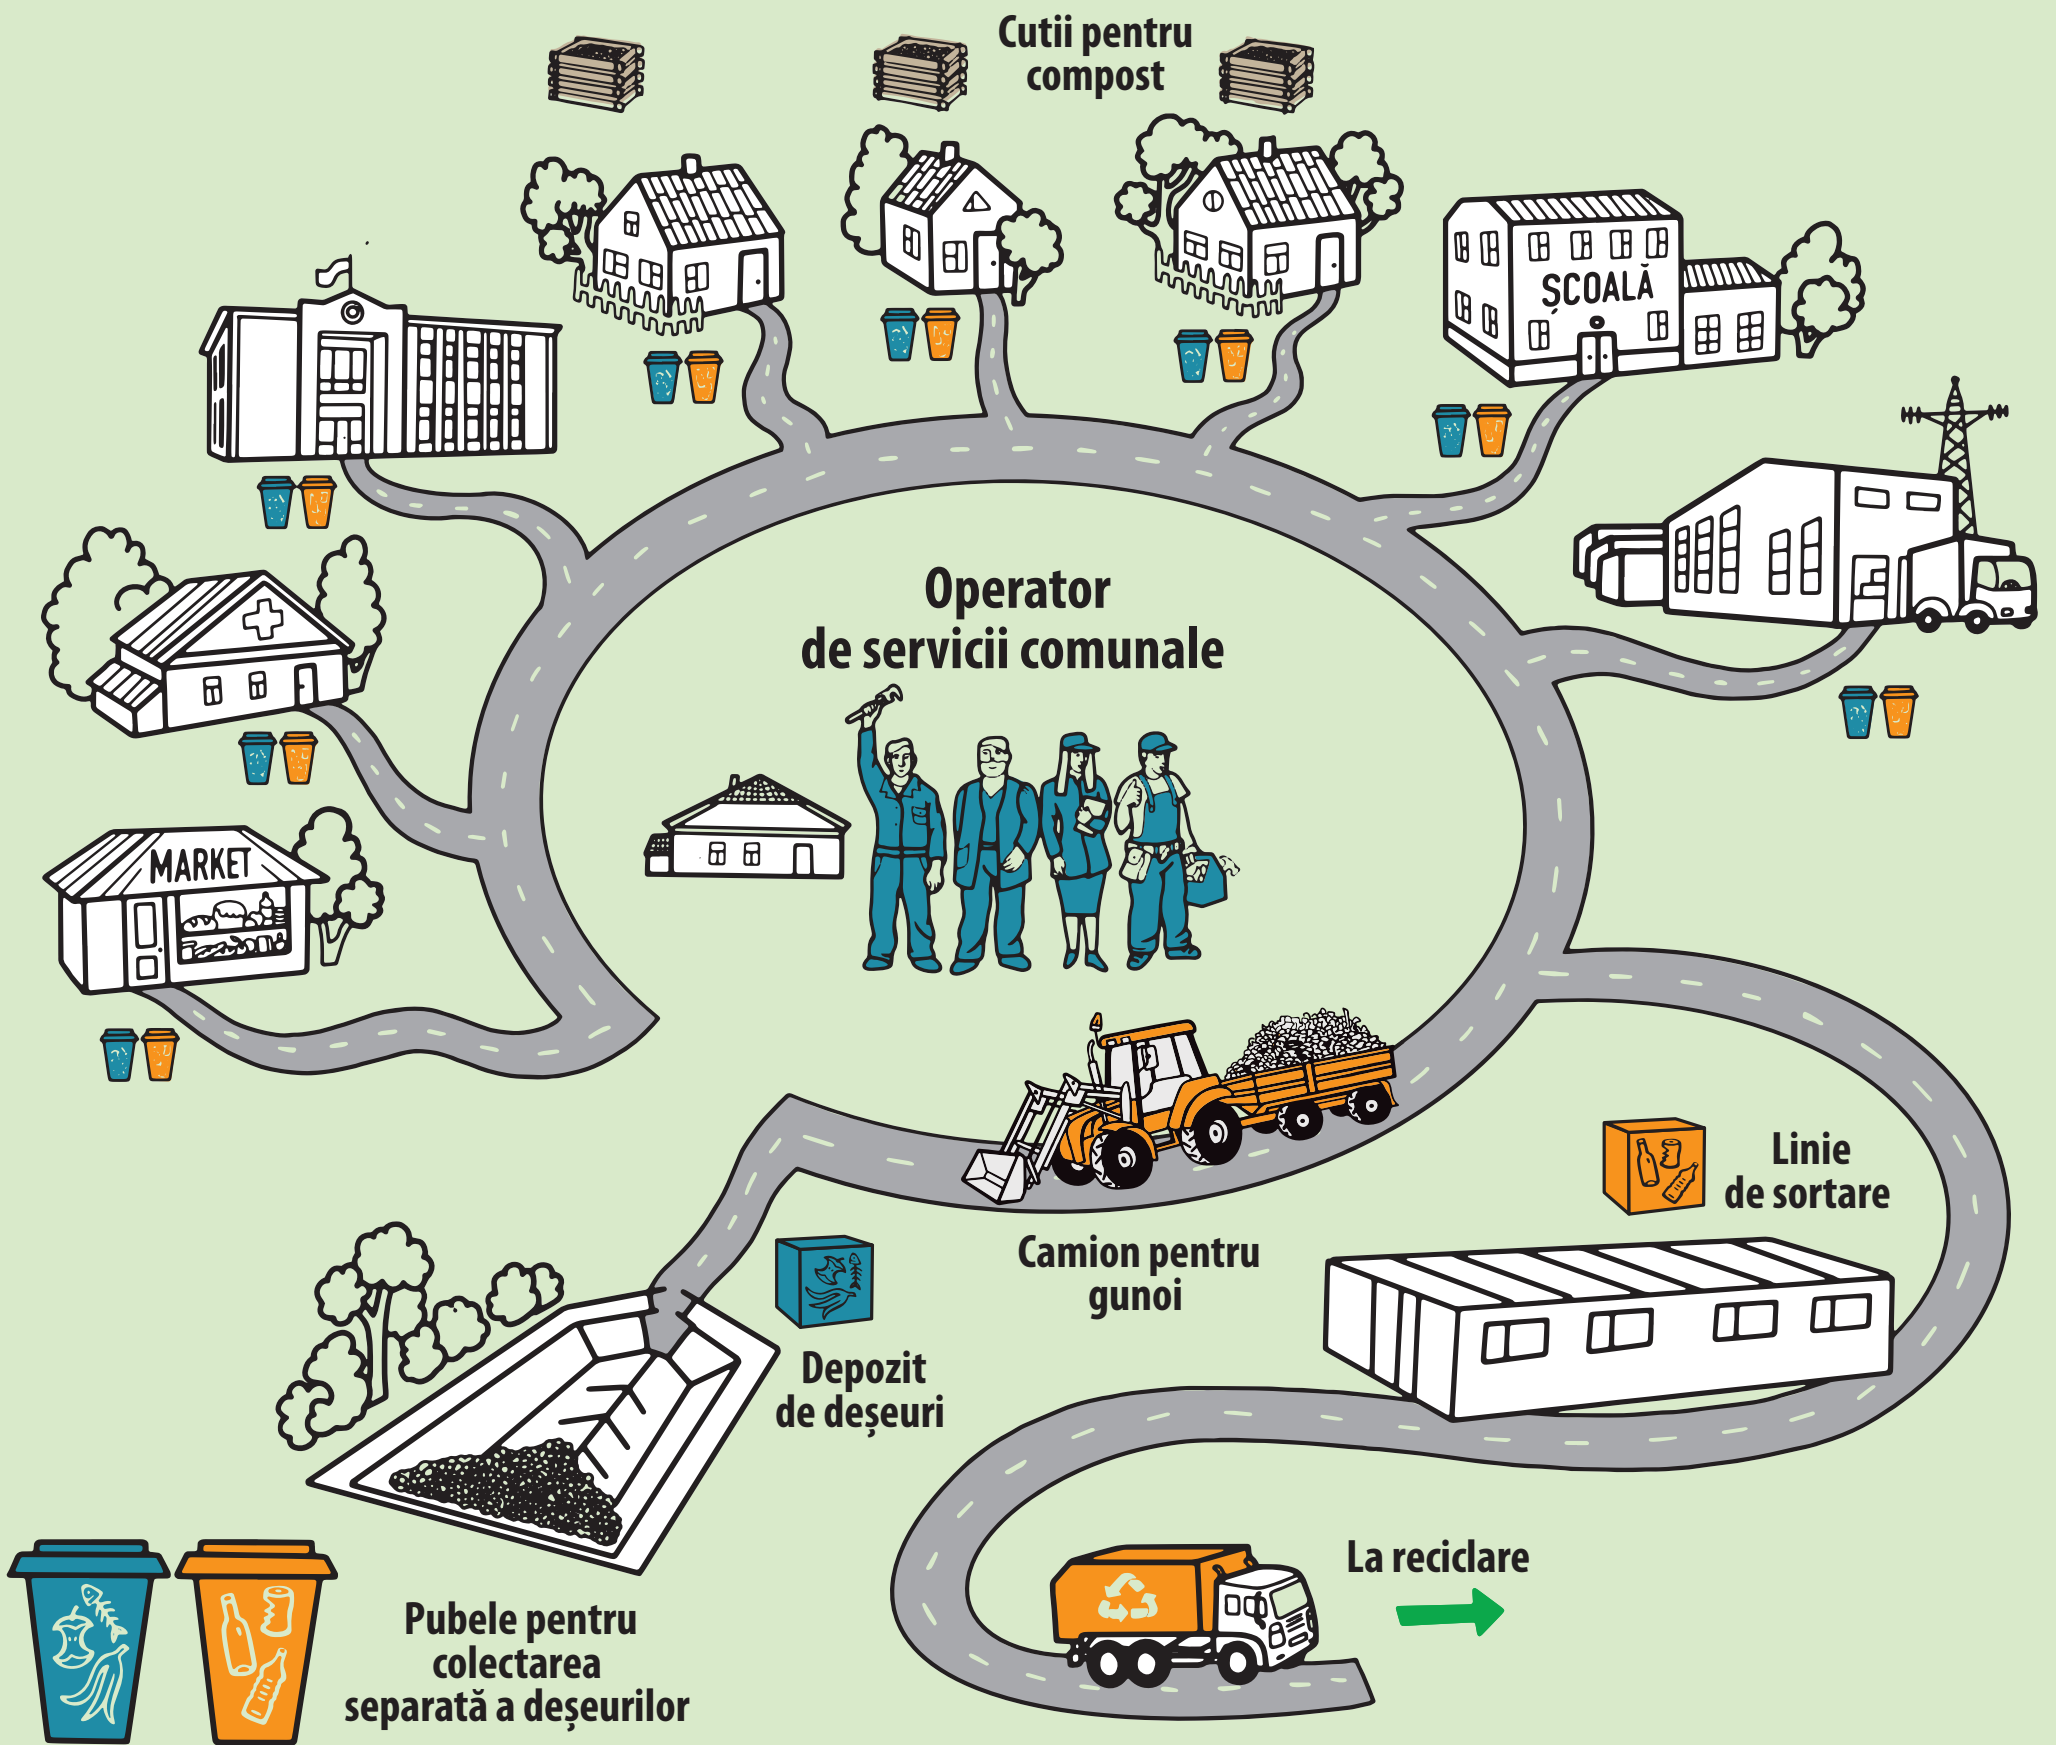 Cutii pentru
compost
ȘCOALĂ
Operator
de servicii comunale
MARKET
Linie
de sortare
Camion pentru
gunoi
Depozit
de deșeuri
La reciclare
Pubele pentru
colectarea
separată a deșeurilor